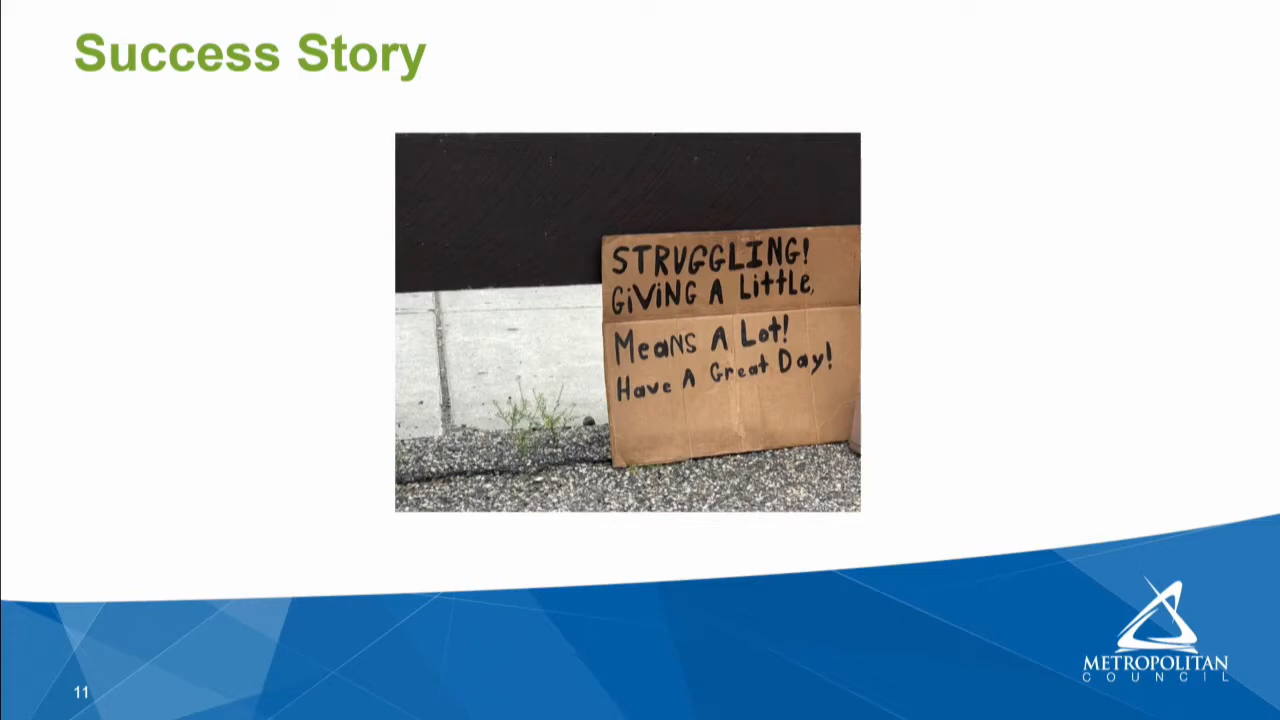 Success Story
STRUGGLING!
GiViNG A LittLe,
MeaNS A Lot!
Have A Great Day!
11
METROPOLITAN
COUNCIL